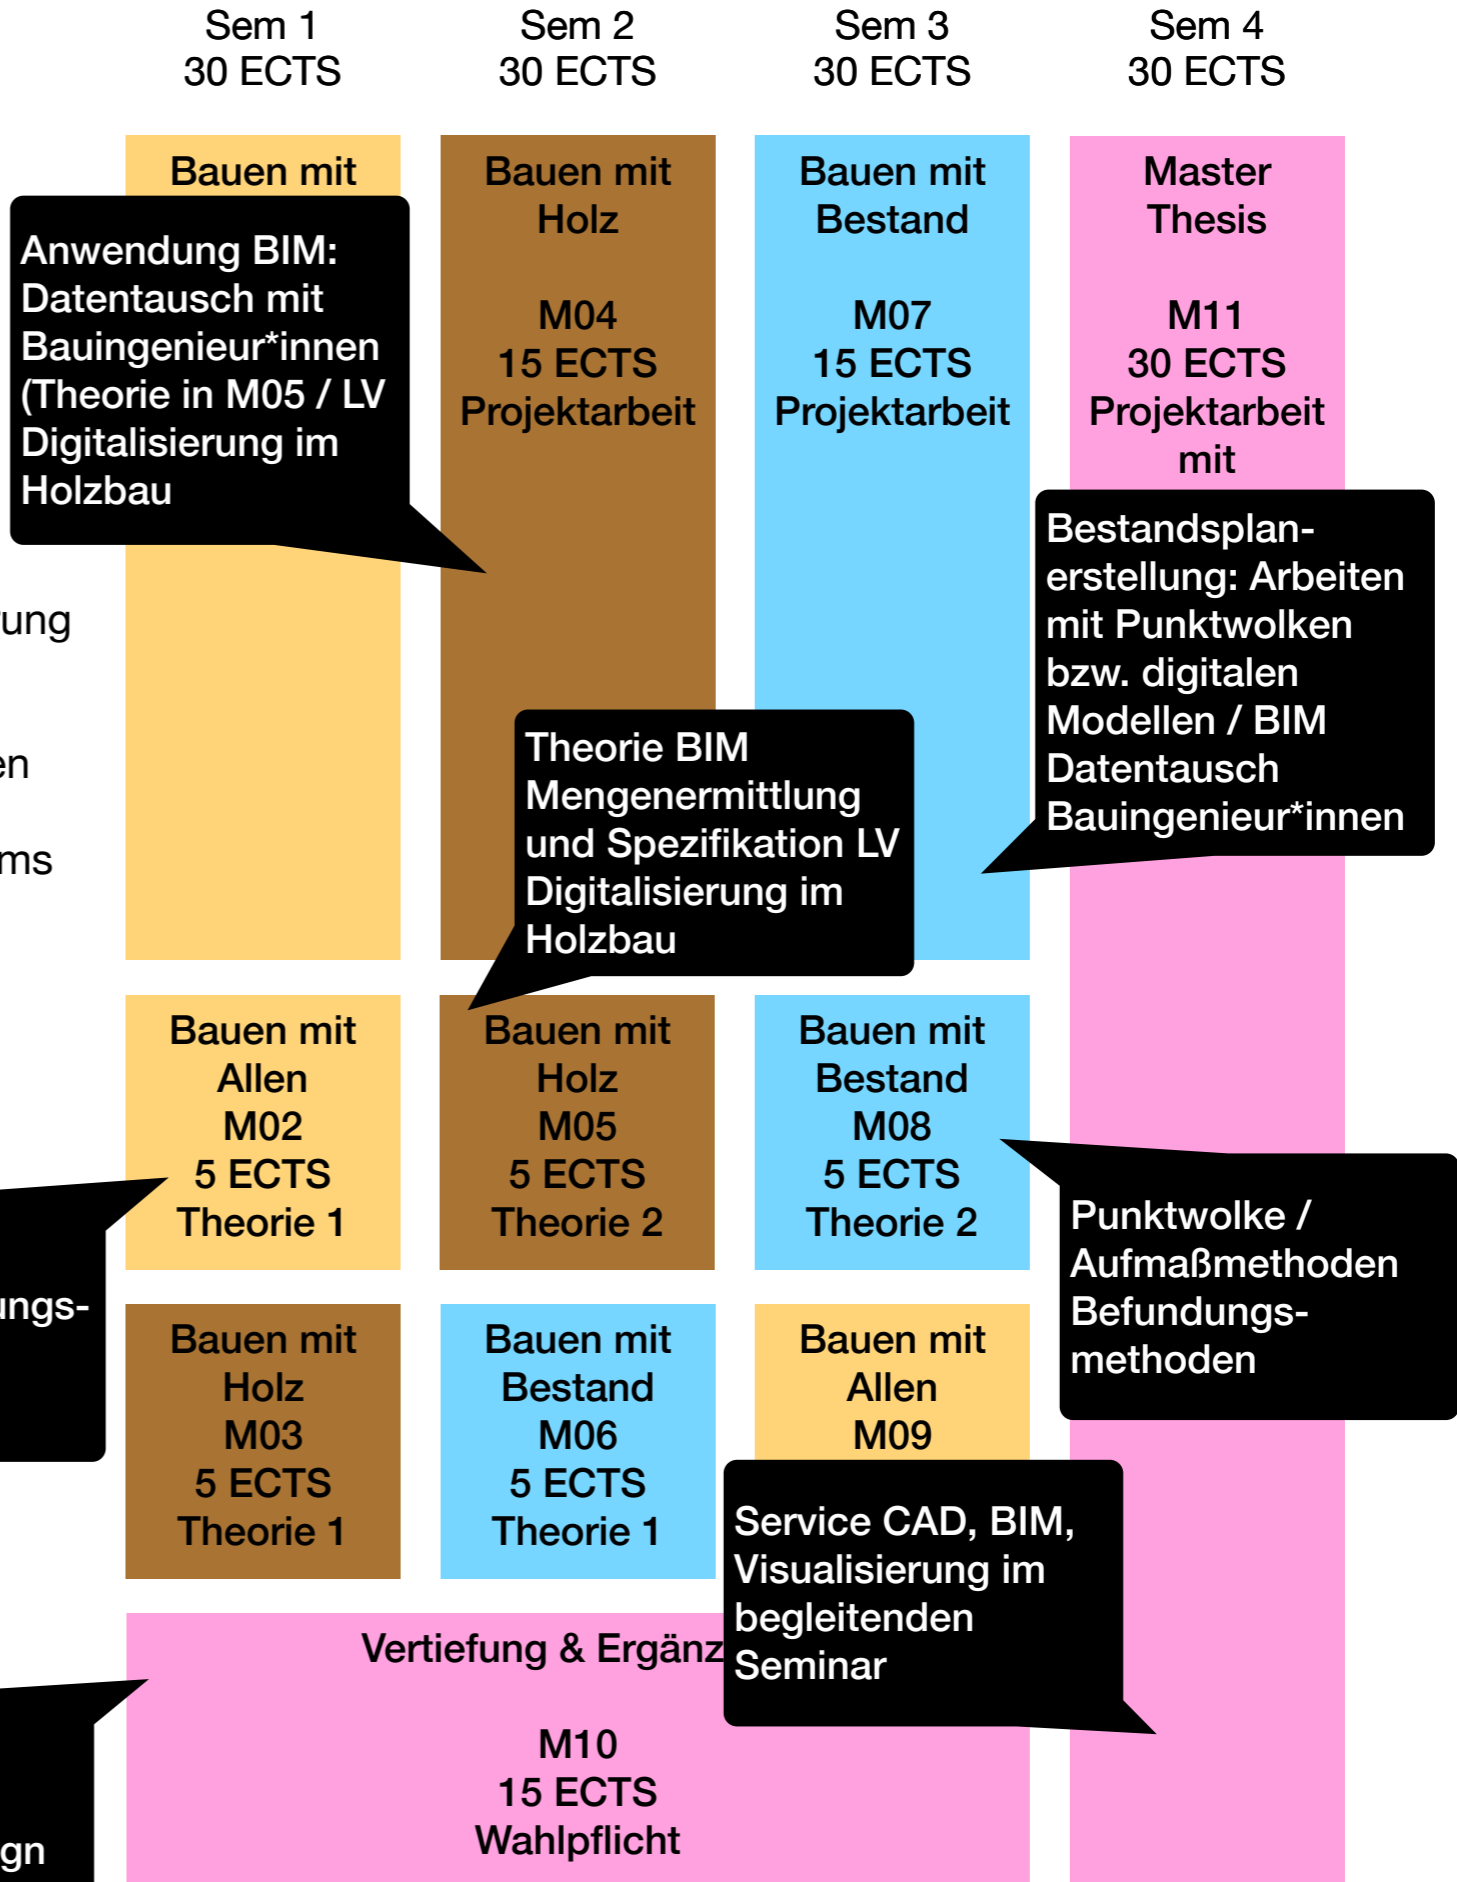 Sem 1
30 ECTS
Sem 2
30 ECTS
Sem 3
30 ECTS
Sem 4
30 ECTS
Bauen mit
Anwendung BIM:
Datentausch mit
Bauingenieur*innen
(Theorie in M05 / LV
Digitalisierung im
Holzbau
Bauen mit
Holz
M04
15 ECTS
Projektarbeit
Bauen mit
Bestand
M07
15 ECTS
Projektarbeit
Master
Thesis
M11
30 ECTS
Projektarbeit
mit
Bestandsplan-
erstellung: Arbeiten
mit Punktwolken
bzw. digitalen
Modellen / BIM
Datentausch
Bauingenieur*innen
ung
en
ms
Theorie BIM
Mengenermittlung
und Spezifikation LV
Digitalisierung im
Holzbau
Bauen mit
Allen
M02
5 ECTS
Theorie 1
Bauen mit
Holz
M05
5 ECTS
Theorie 2
Bauen mit
Bestand
M08
5 ECTS
Theorie 2
Punktwolke /
Aufmaßmethoden
Befundungs-
methoden
ungs-
Bauen mit
Holz
M03
5 ECTS
Theorie 1
Bauen mit
Bestand
M06
5 ECTS
Theorie 1
Bauen mit
Allen
M09
Service CAD, BIM,
Visualisierung im
begleitenden
Seminar
Vertiefung & Ergänz
M10
15 ECTS
Wahlpflicht
gn